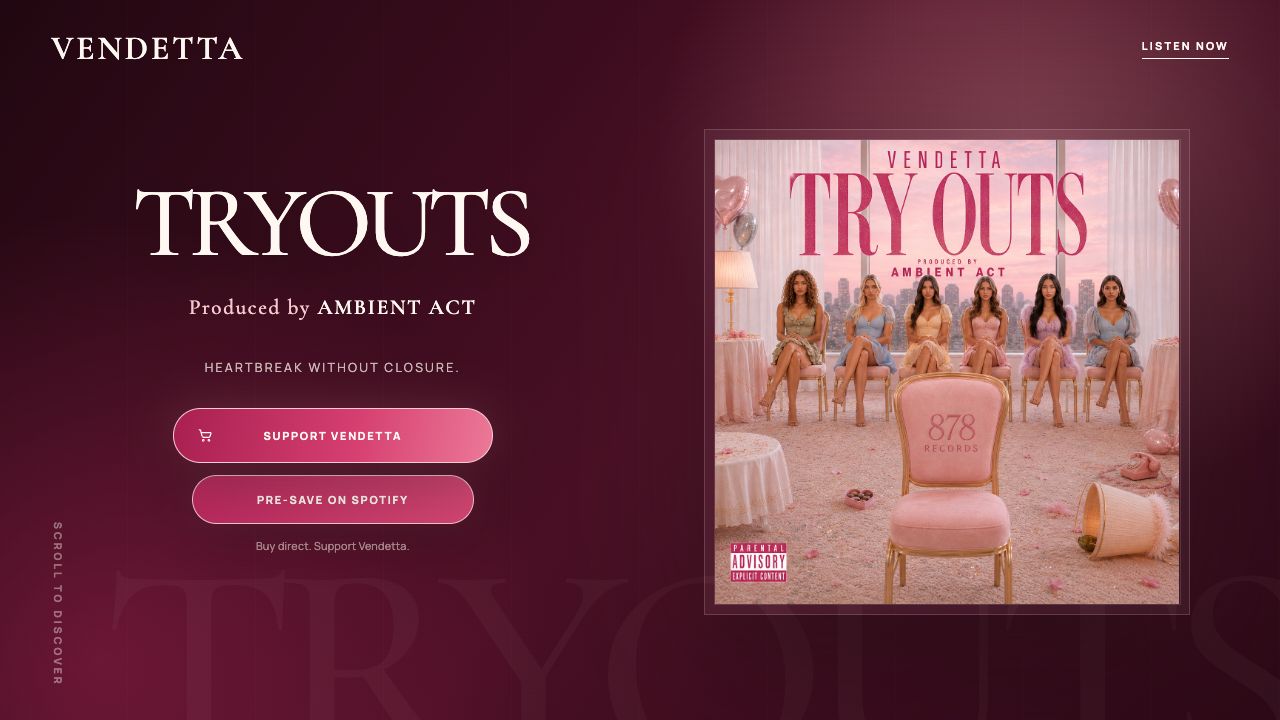 VENDETTA
LISTEN NOW
TRYOUTS
Produced by AMBIENT ACT
HEARTBREAK WITHOUT CLOSURE.
SUPPORT VENDETTA
PRE-SAVE ON SPOTIFY
Buy direct. Support Vendetta.
SCROLL TO DISCOVER
VENDETTA
TRY OUTS
PRODUCED BY
AMBIENT ACT
878
RECORDS
PARENTAL
ADVISORY
EXPLICIT CONTENT
TRYOUTS